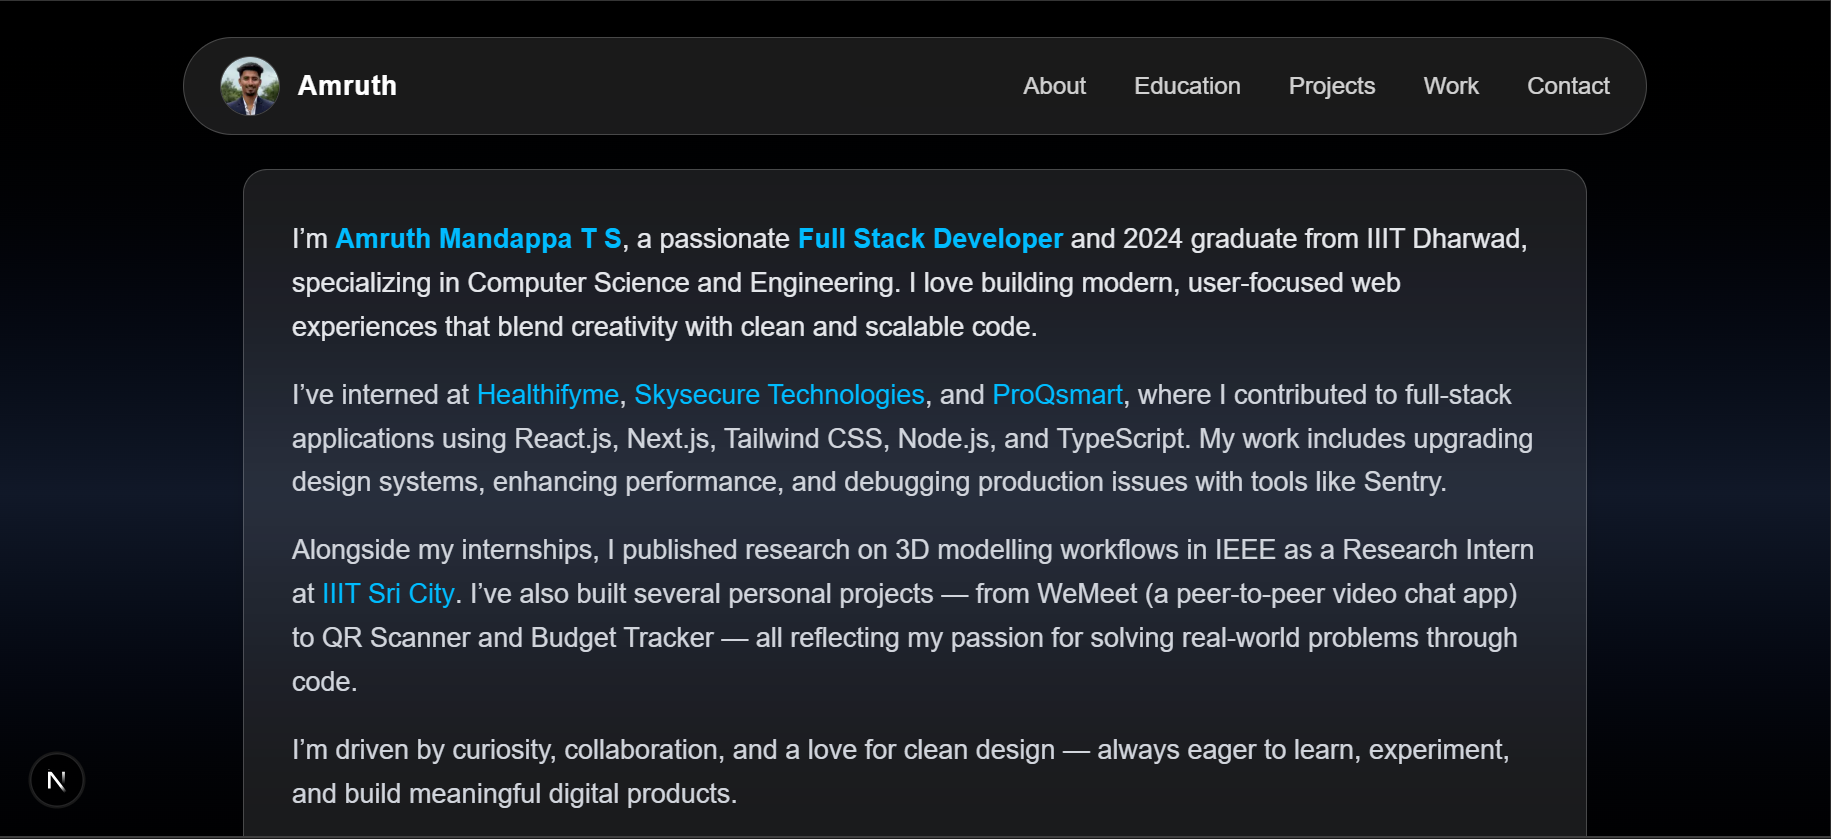 Amruth
About Education Projects Work Contact
I’m Amruth Mandappa T S, a passionate Full Stack Developer and 2024 graduate from IIIT Dharwad,
specializing in Computer Science and Engineering. I love building modern, user-focused web
experiences that blend creativity with clean and scalable code.
I’ve interned at Healthifyme, Skysecure Technologies, and ProQsmart, where I contributed to full-stack
applications using React.js, Next.js, Tailwind CSS, Node.js, and TypeScript. My work includes upgrading
design systems, enhancing performance, and debugging production issues with tools like Sentry.
Alongside my internships, I published research on 3D modelling workflows in IEEE as a Research Intern
at IIIT Sri City. I’ve also built several personal projects — from WeMeet (a peer-to-peer video chat app)
to QR Scanner and Budget Tracker — all reflecting my passion for solving real-world problems through
code.
I’m driven by curiosity, collaboration, and a love for clean design — always eager to learn, experiment,
and build meaningful digital products.
N